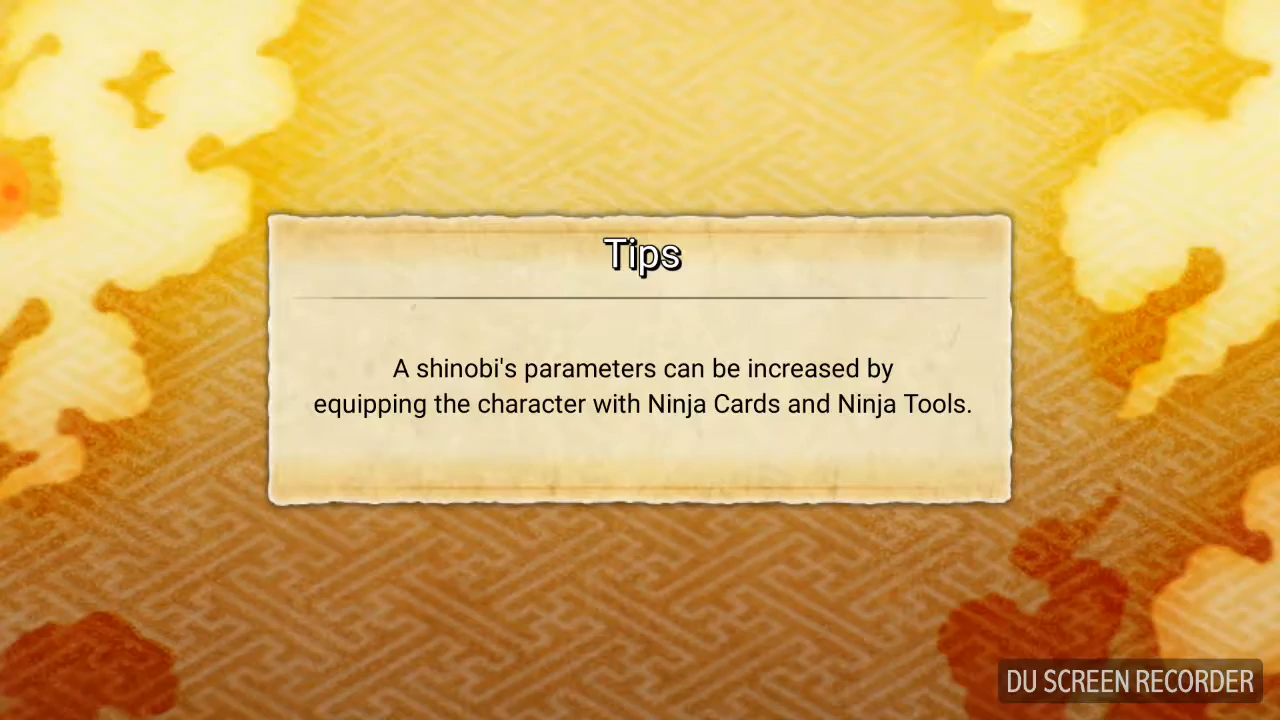 Tips
A shinobi's parameters can be increased by
equipping the character with Ninja Cards and Ninja Tools.
DU SCREEN RECORDER